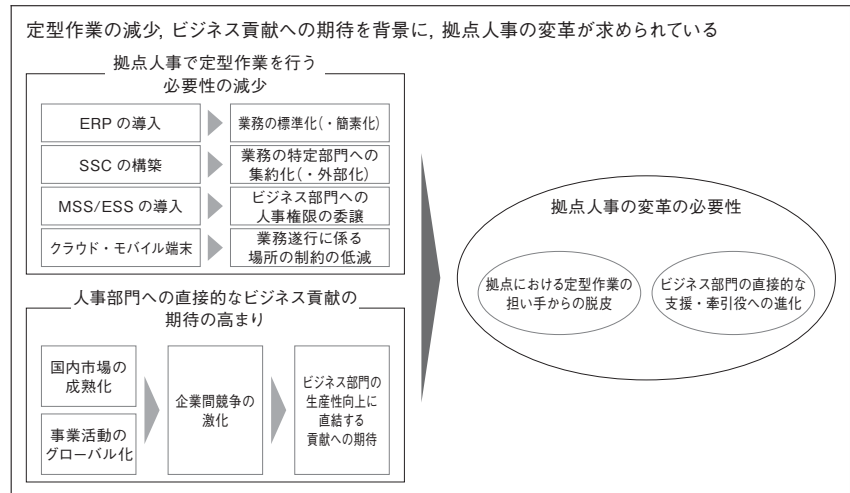 定型作業の減少, ビジネス貢献への期待を背景に, 拠点人事の変革が求められている
拠点人事で定型作業を行う
必要性の減少
ERP の導入
業務の標準化(・簡素化)
SSC の構築
業務の特定部門への
集約化(・外部化)
MSS/ESS の導入
ビジネス部門への
人事権限の委譲
クラウド・モバイル端末
業務遂行に係る
場所の制約の低減
人事部門への直接的なビジネス貢献の
期待の高まり
国内市場の
成熟化
事業活動の
グローバル化
企業間競争の
激化
ビジネス部門の
生産性向上に
直結する
貢献への期待
拠点人事の変革の必要性
拠点における定型作業の
担い手からの脱皮
ビジネス部門の直接的な
支援・牽引役への進化